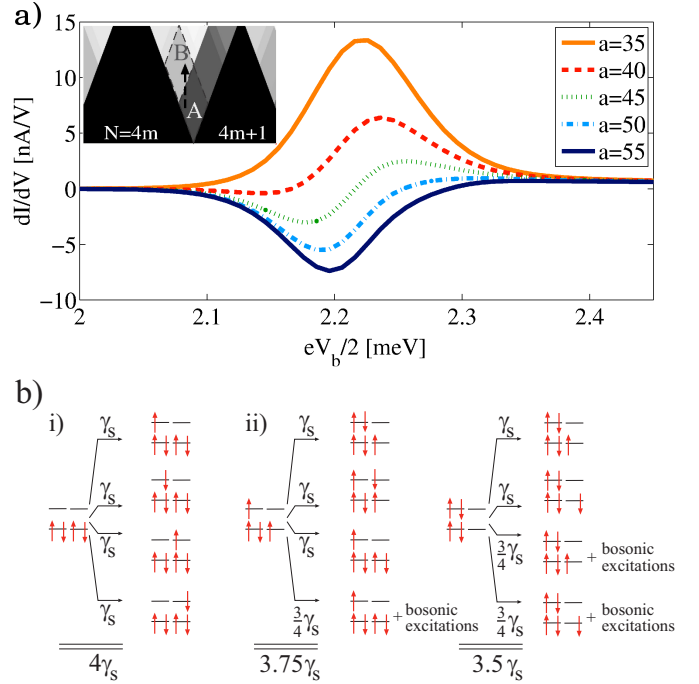 a)
dI/dV [nA/V]
15
10
5
0
−5
−10
B
A
N=4m
4m+1
a=35
a=40
a=45
a=50
a=55
2
2.1
2.2
2.3
2.4
eV_b/2 [meV]
b)
i)
γ_S
γ_S
γ_S
γ_S
4γ_S
ii)
γ_S
γ_S
γ_S
3/4 γ_S
+ bosonic
excitations
3.75γ_S
γ_S
γ_S
3/4 γ_S
+ bosonic
excitations
3/4 γ_S
+ bosonic
excitations
3.5γ_S